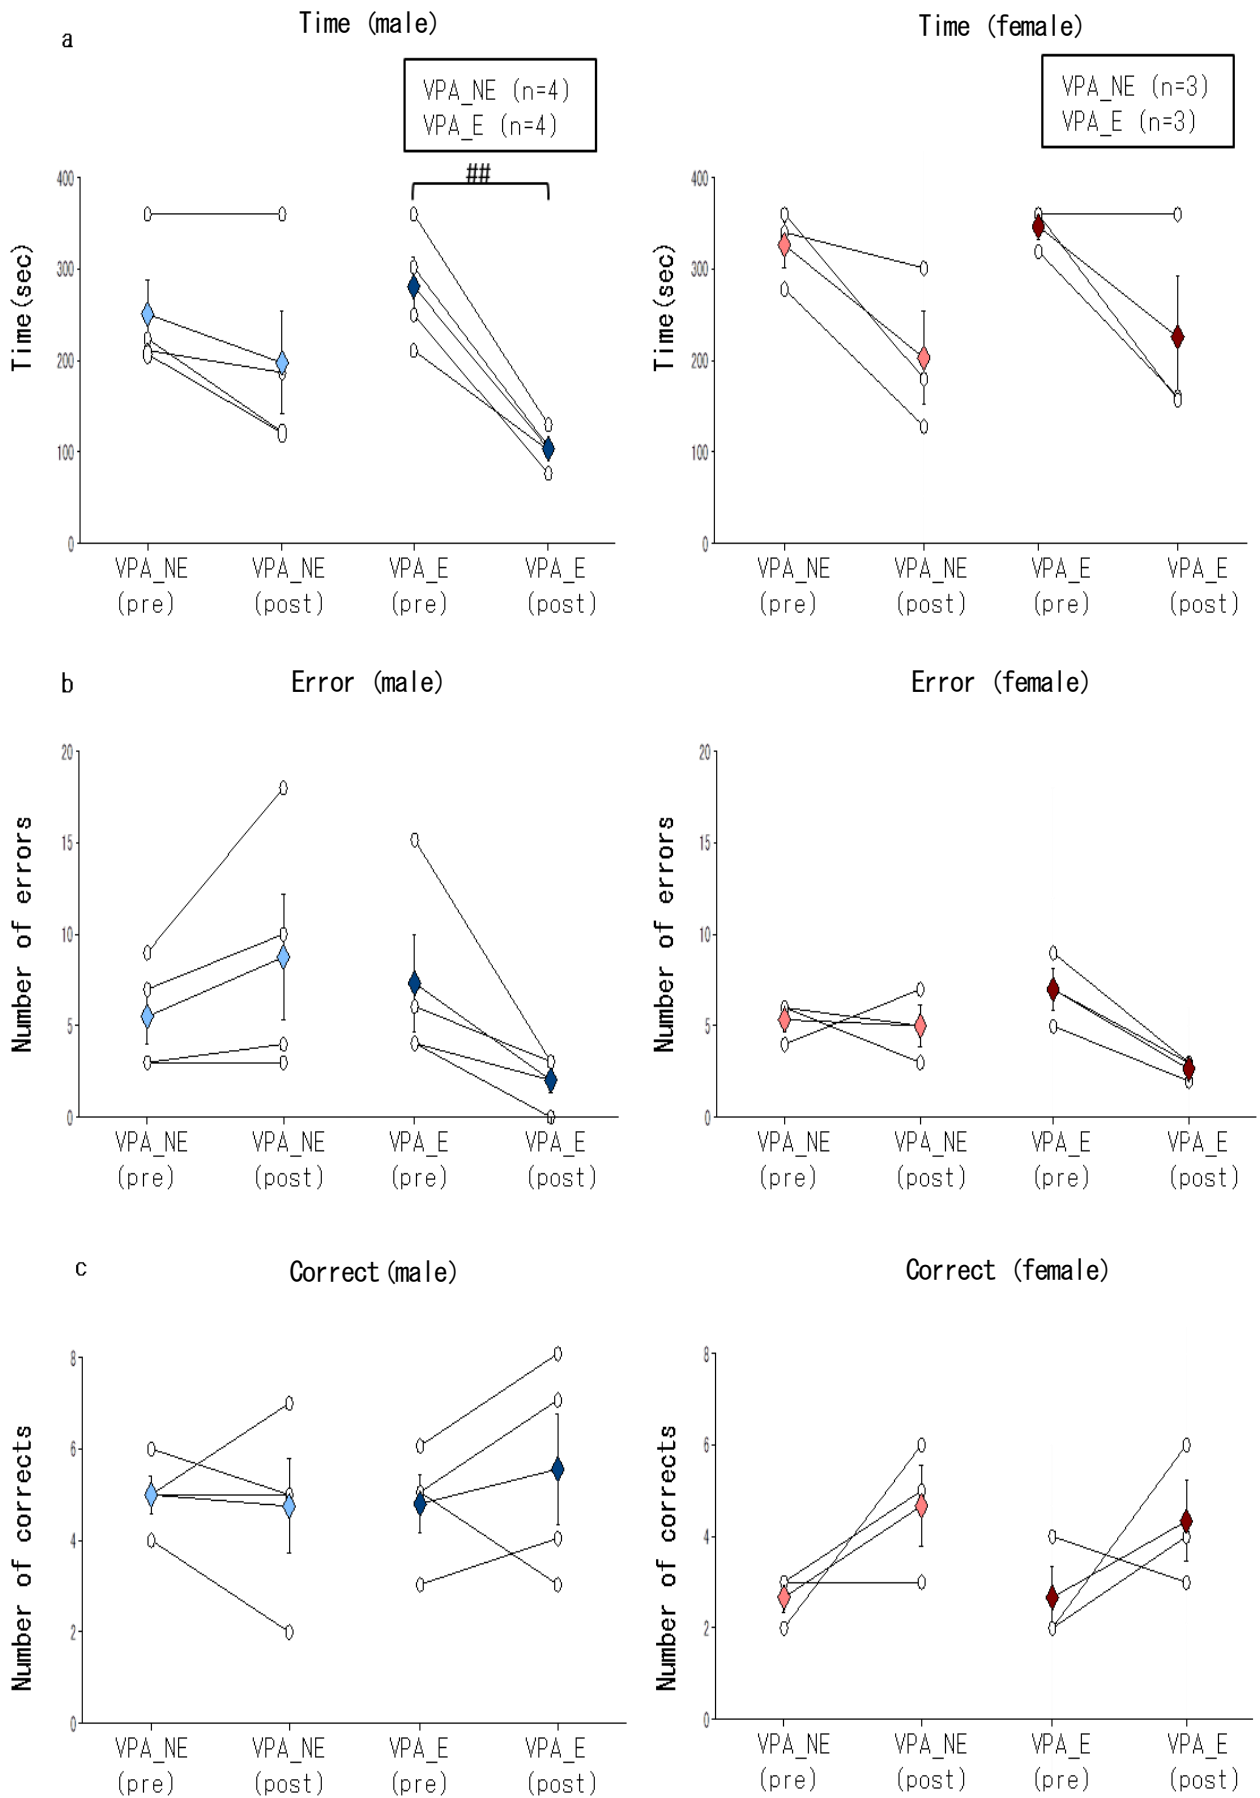 a
Time (male)
VPA_NE (n=4)
VPA_E (n=4)
##
Time(sec)
400
300
200
100
0
VPA_NE
(pre)
VPA_NE
(post)
VPA_E
(pre)
VPA_E
(post)
Time (female)
VPA_NE (n=3)
VPA_E (n=3)
Time(sec)
400
300
200
100
0
VPA_NE
(pre)
VPA_NE
(post)
VPA_E
(pre)
VPA_E
(post)
b
Error (male)
Number of errors
20
15
10
5
0
VPA_NE
(pre)
VPA_NE
(post)
VPA_E
(pre)
VPA_E
(post)
Error (female)
Number of errors
20
15
10
5
0
VPA_NE
(pre)
VPA_NE
(post)
VPA_E
(pre)
VPA_E
(post)
c
Correct(male)
Number of corrects
8
6
4
2
0
VPA_NE
(pre)
VPA_NE
(post)
VPA_E
(pre)
VPA_E
(post)
Correct (female)
Number of corrects
8
6
4
2
0
VPA_NE
(pre)
VPA_NE
(post)
VPA_E
(pre)
VPA_E
(post)